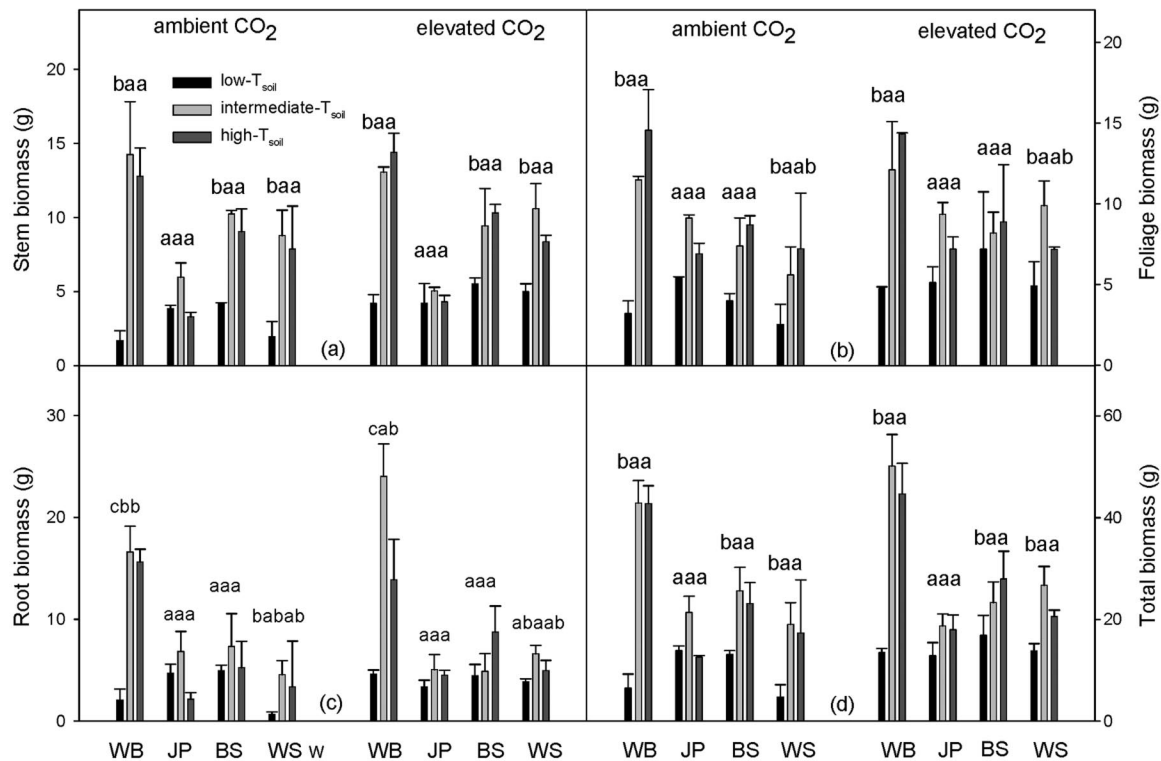 ambient CO2 elevated CO2 ambient CO2 elevated CO2
low-Tsoil
intermediate-Tsoil
high-Tsoil
Stem biomass (g)
20
15
10
5
0
baa aaa baa baa
baa aaa baa baa
(a)
baa aaa aaa baab
baa aaa aaa baab
(b)
20
15
10
5
0
Foliage biomass (g)
Root biomass (g)
30
20
10
0
cbb aaa aaa babab
cab aaa aaa abaab
(c)
baa aaa baa baa
baa aaa baa baa
(d)
60
40
20
0
Total biomass (g)
WB JP BS WS w WB JP BS WS WB JP BS WS WB JP BS WS